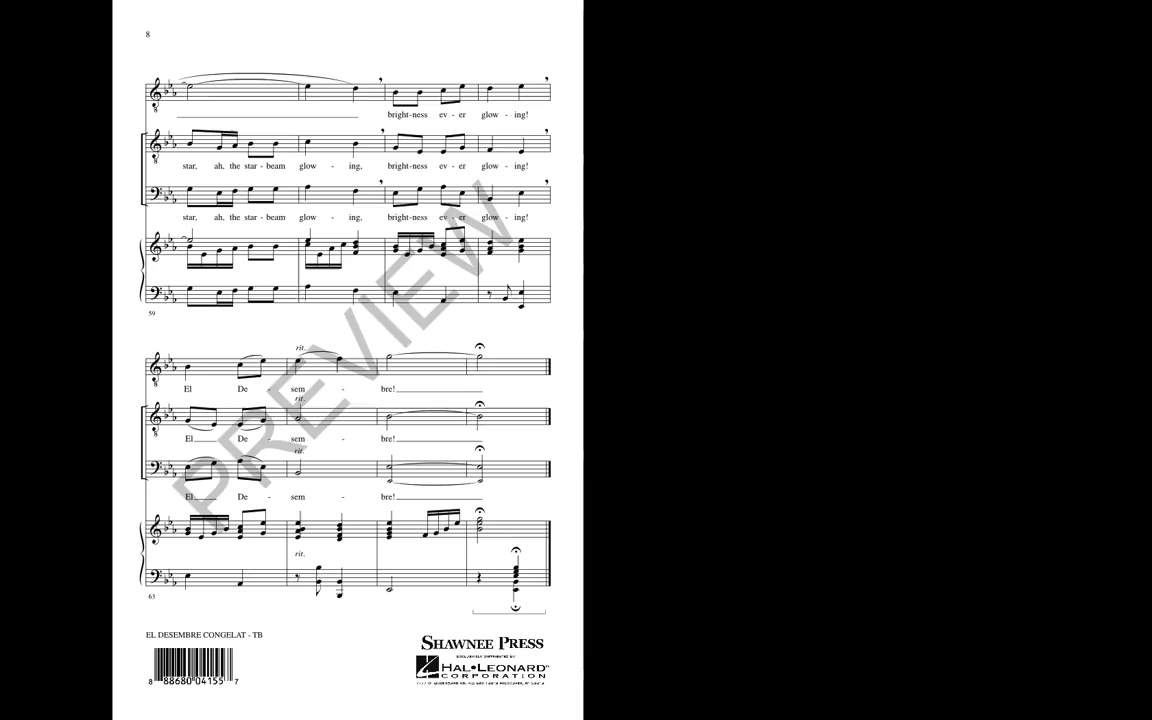 8
bright-ness ev - er glow - ing!
star, ah, the star - beam glow - ing, bright-ness ev - er glow - ing!
star, ah, the star - beam glow - ing, bright-ness ev - er glow - ing!
59
rit.
El De - sem - bre!
rit.
El De - sem - bre!
rit.
El De - sem - bre!
rit.
63
PREVIEW
EL DESEMBRE CONGELAT - TB
SHAWNEE PRESS
EXCLUSIVELY DISTRIBUTED BY
HAL•LEONARD
CORPORATION
8 88680 04155 7